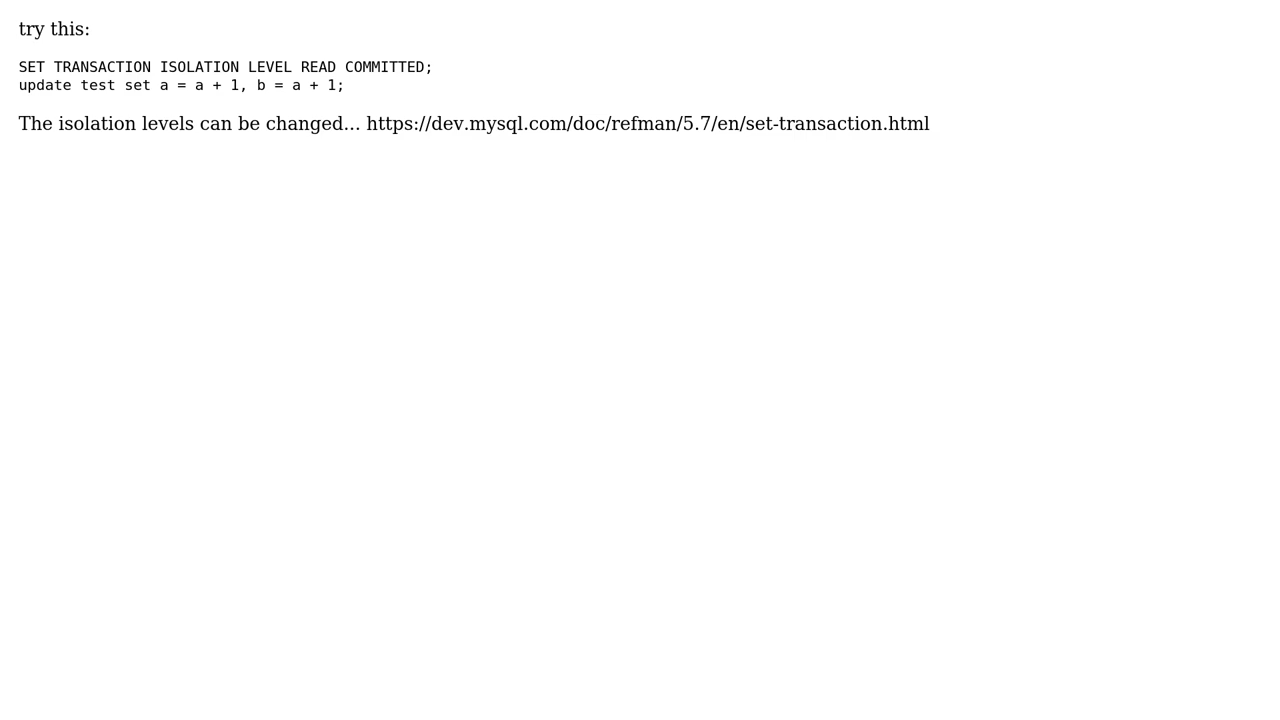 try this:
SET TRANSACTION ISOLATION LEVEL READ COMMITTED;
update test set a = a + 1, b = a + 1;
The isolation levels can be changed... https://dev.mysql.com/doc/refman/5.7/en/set-transaction.html